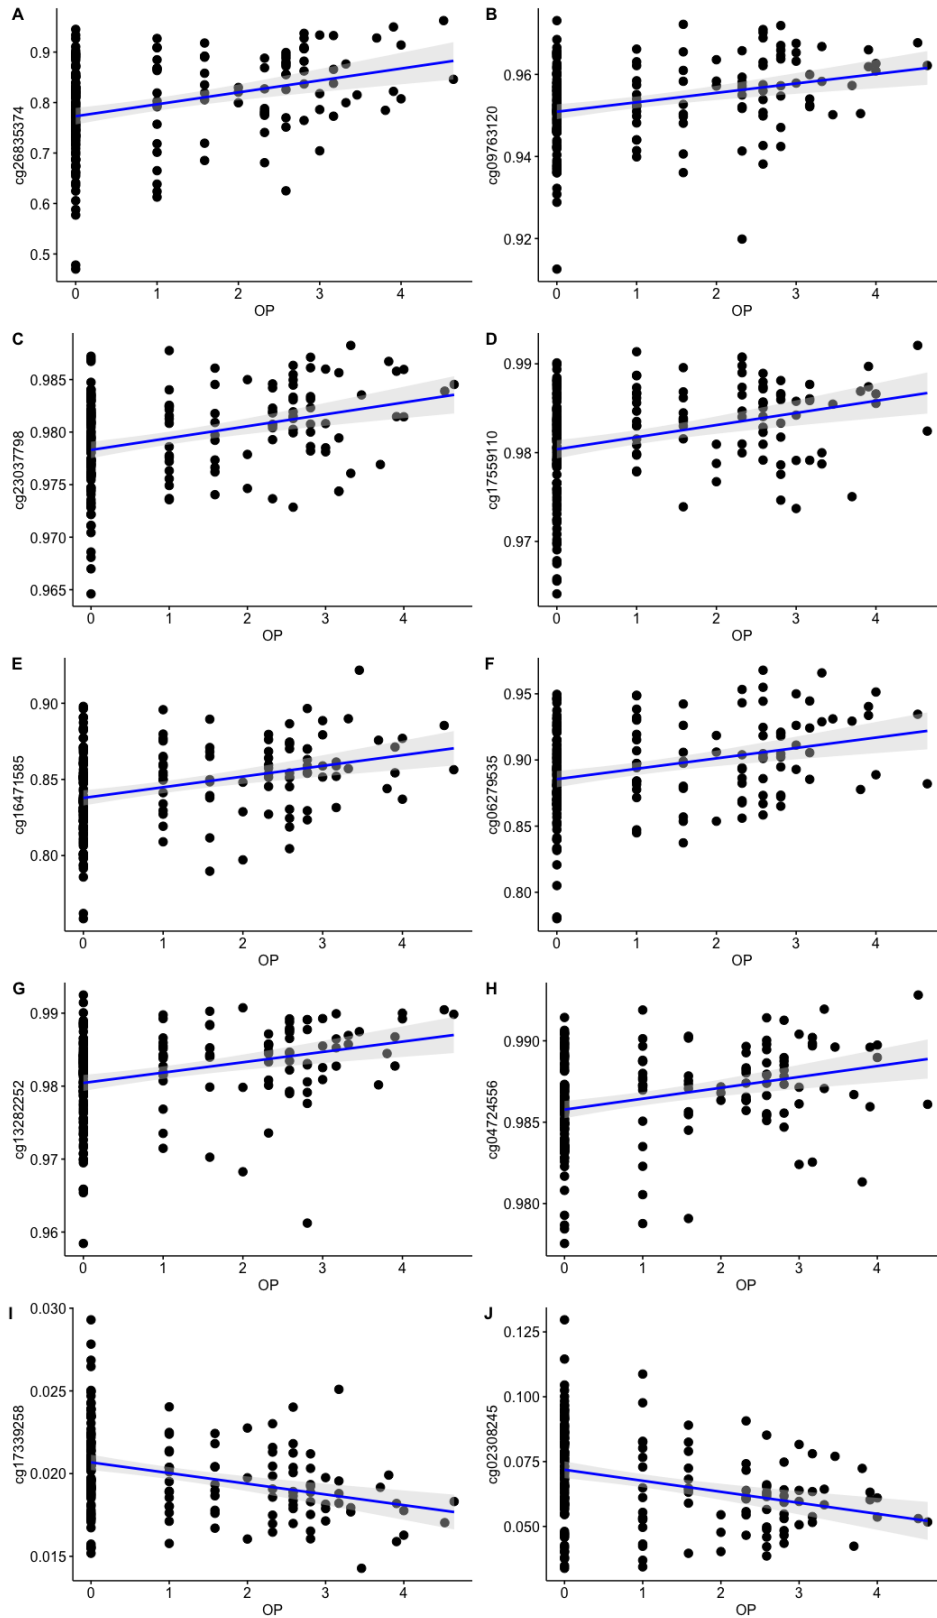 A
cg26835374
0.9
0.8
0.7
0.6
0.5
0 1 2 3 4
OP
B
cg09763120
0.96
0.94
0.92
0 1 2 3 4
OP
C
cg23037798
0.985
0.980
0.975
0.970
0.965
0 1 2 3 4
OP
D
cg17559110
0.99
0.98
0.97
0 1 2 3 4
OP
E
cg16471585
0.90
0.85
0.80
0 1 2 3 4
OP
F
cg06279535
0.95
0.90
0.85
0.80
0 1 2 3 4
OP
G
cg13282252
0.99
0.98
0.97
0.96
0 1 2 3 4
OP
H
cg04724556
0.990
0.985
0.980
0 1 2 3 4
OP
I
cg17339258
0.030
0.025
0.020
0.015
0 1 2 3 4
OP
J
cg02308245
0.125
0.100
0.075
0.050
0 1 2 3 4
OP